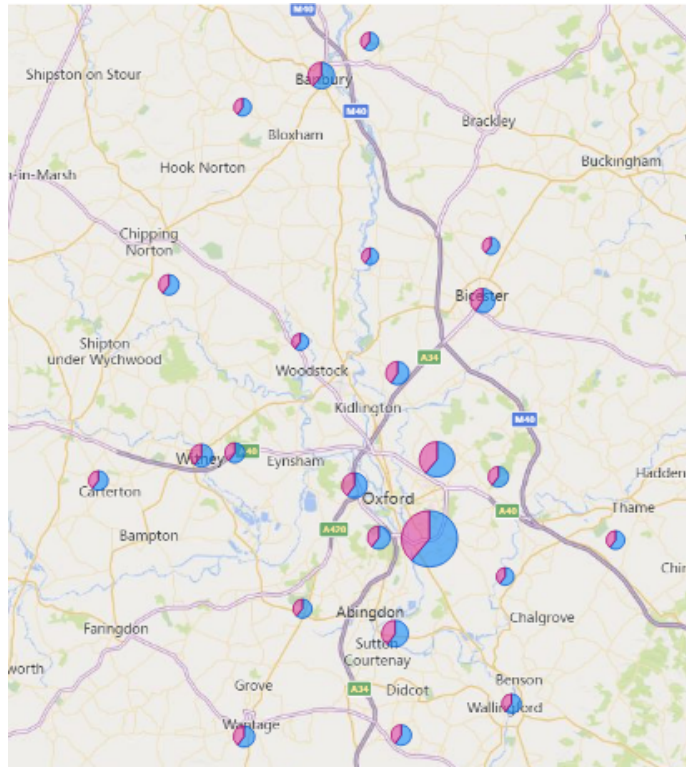 M40
Shipston on Stour
Banbury
M40
Bloxham
Brackley
Buckingham
Hook Norton
n-in-Marsh
Chipping
Norton
Bicester
Shipton
under Wychwood
A34
Woodstock
Kidlington
M40
Witney
A40
Eynsham
Hadden
Carterton
Oxford
A40
Thame
Bampton
A420
Chin
Abingdon
Chalgrove
Faringdon
Sutton
Courtenay
worth
Grove
A34
Didcot
Benson
Wallingford
Wantage